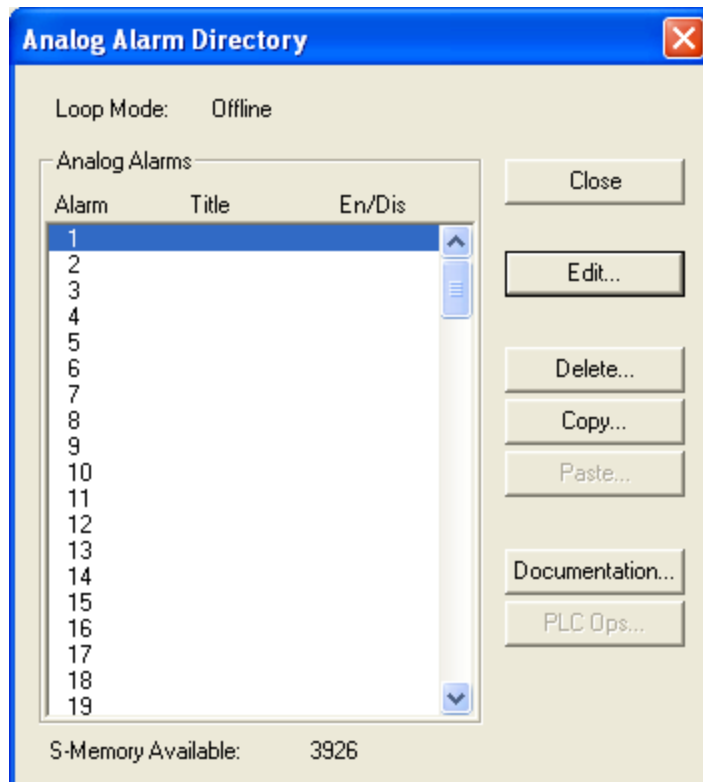 Analog Alarm Directory
Loop Mode: Offline
Analog Alarms
Alarm Title En/Dis
1
2
3
4
5
6
7
8
9
10
11
12
13
14
15
16
17
18
19
Close
Edit...
Delete...
Copy...
Paste...
Documentation...
PLC Ops...
S-Memory Available: 3926